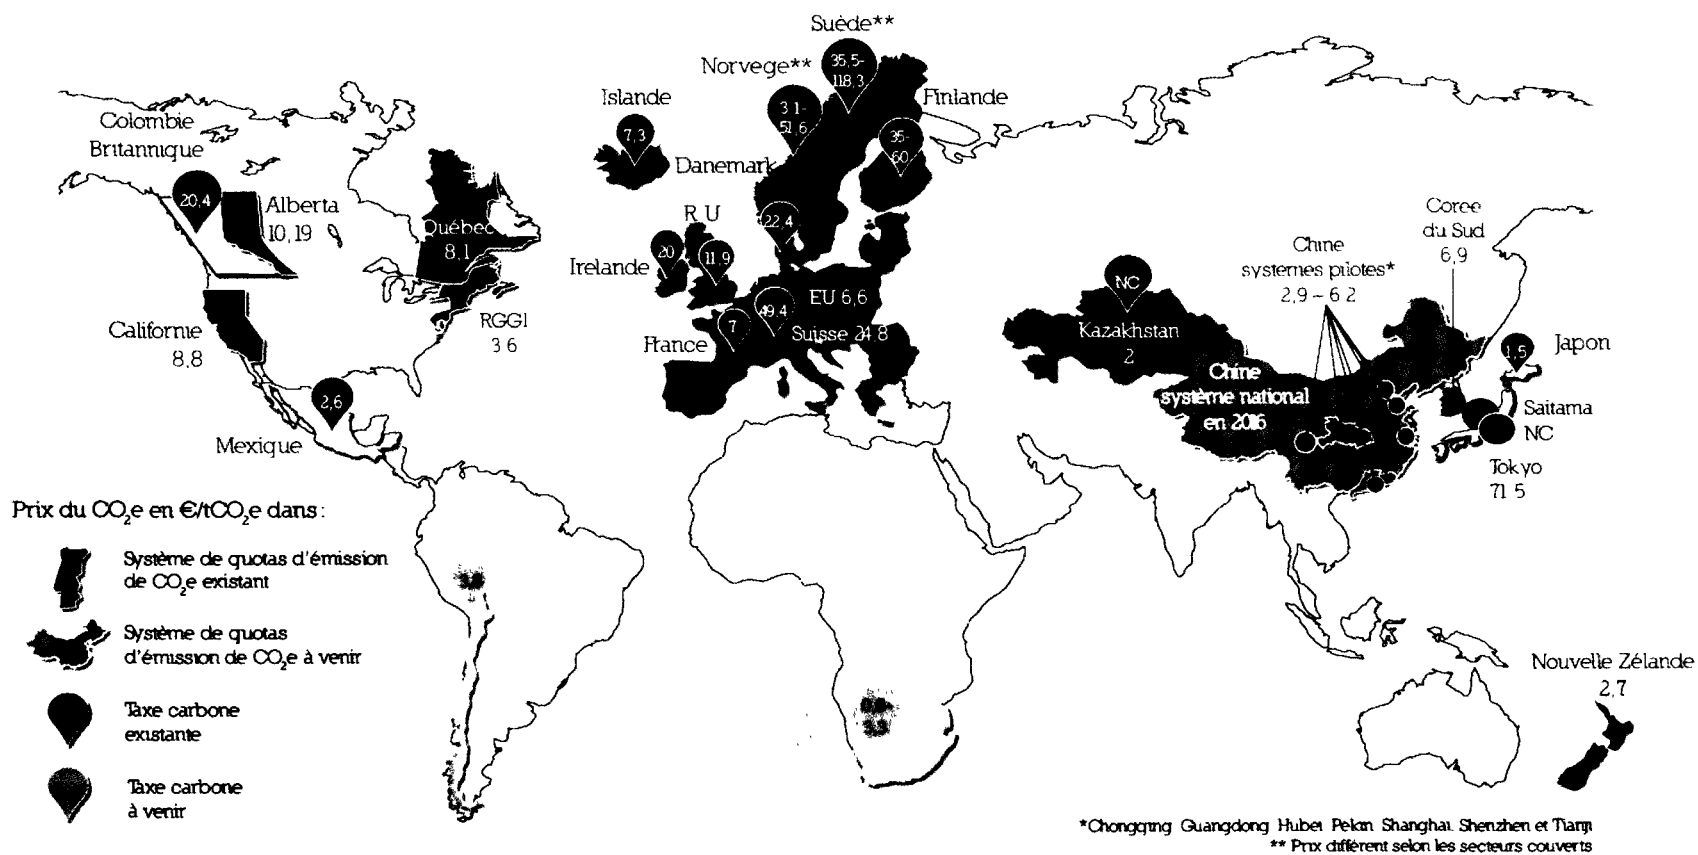 Suède**
35,5-
118,3
Norvege**
3 1-
51,6
Islande
7,3
Finlande
35-
60
Danemark
22,4
Colombie
Britannique
20,4
Alberta
10,19
Québec
8,1
R U
11,9
Irelande
20
EU 6,6
49,4
Suisse 24,8
France
7
Californie
8,8
RGGI
3 6
Mexique
2,6
NC
Kazakhstan
2
Chine
systemes pilotes*
2,9 – 6 2
Coree
du Sud
6,9
Chine
système national
en 2016
Japon
1,5
Saitama
NC
Tokyo
71 5
Nouvelle Zélande
2,7
Prix du CO₂e en €/tCO₂e dans :
Système de quotas d'émission
de CO₂e existant
Système de quotas
d'émission de CO₂e à venir
Taxe carbone
existante
Taxe carbone
à venir
*Chongqing Guangdong Hubei Pekin Shanghai. Shenzhen et Tianjin
** Prix différent selon les secteurs couverts